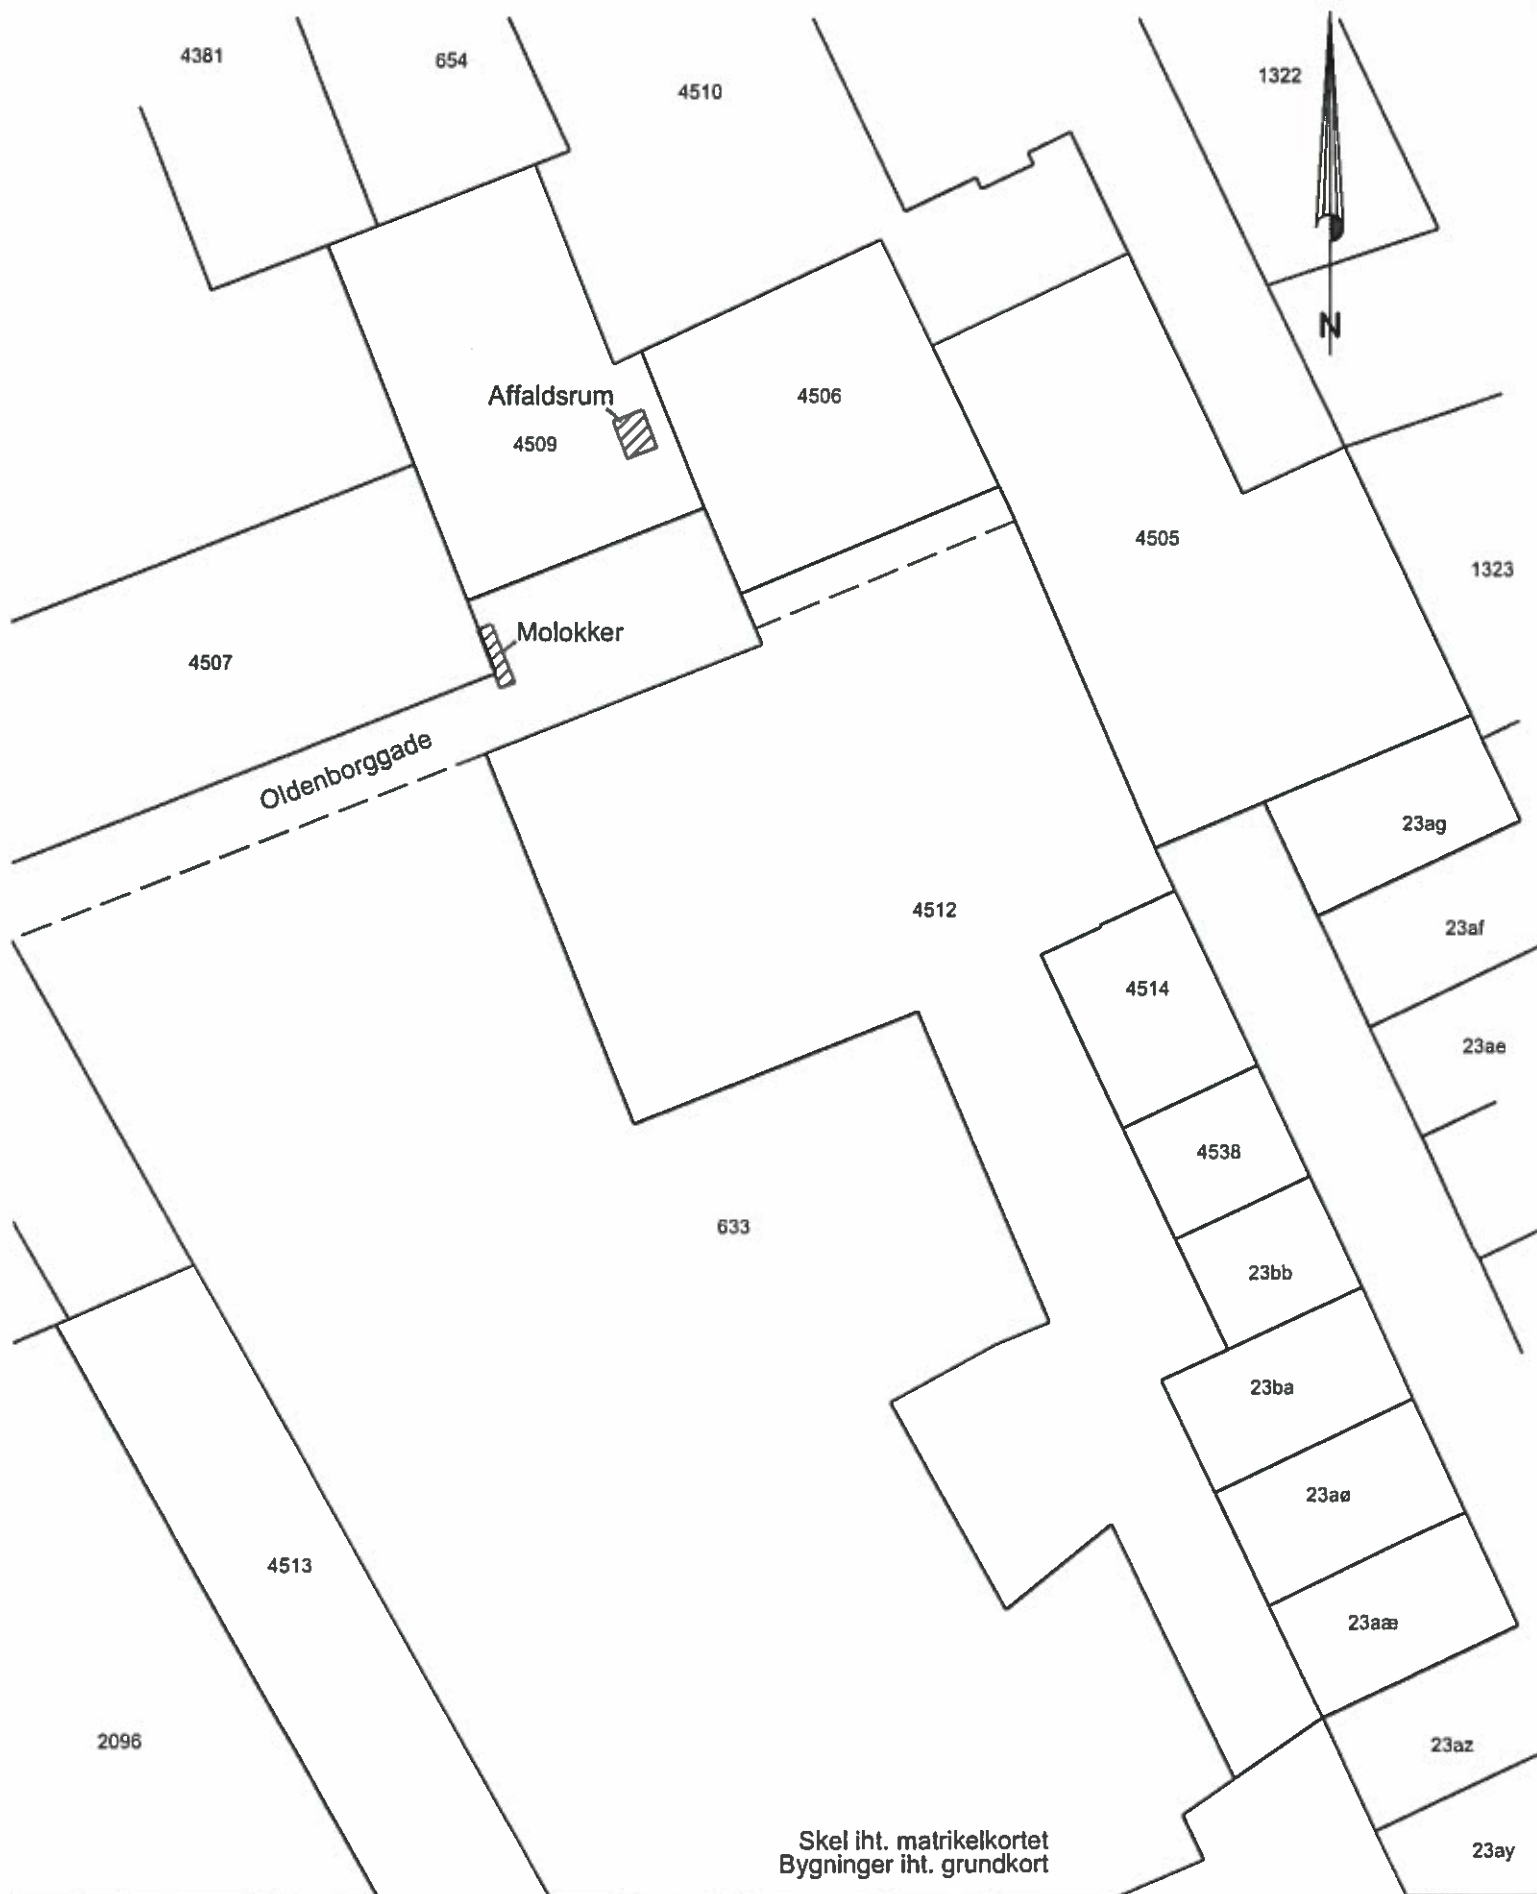 4381
654
4510
1322
N
Affaldsrum
4509
4506
4505
1323
Molokker
4507
Oldenborggade
23ag
4512
23af
4514
23ae
4538
633
23bb
23ba
23aø
4513
23aæ
2096
23az
Skel iht. matrikelkortet
Bygninger iht. grundkort
23ay